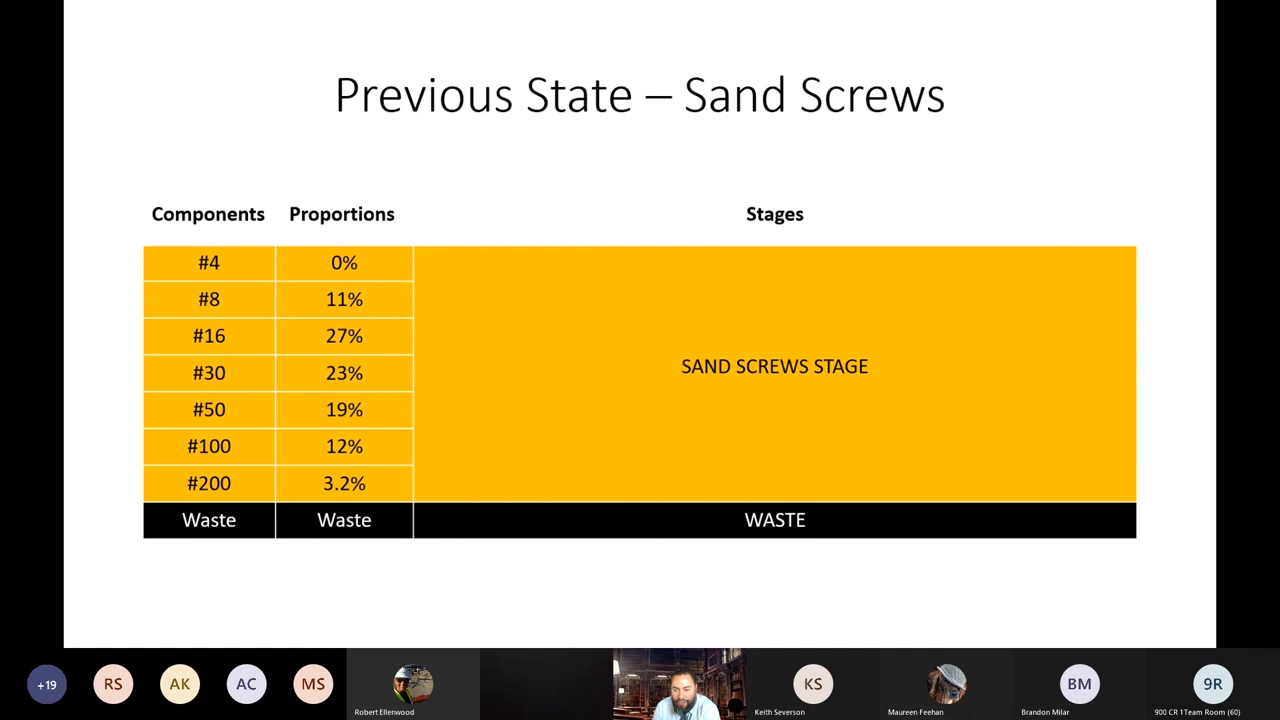 Previous State – Sand Screws
Components Proportions Stages
#4 0%
#8 11%
#16 27%
#30 23%
#50 19%
#100 12%
#200 3.2%
SAND SCREWS STAGE
Waste Waste WASTE
+19 RS AK AC MS KS BM 9R
Robert Ellenwood Keith Severson Maureen Feehan Brandon Milar 900 CR 1Team Room (60)